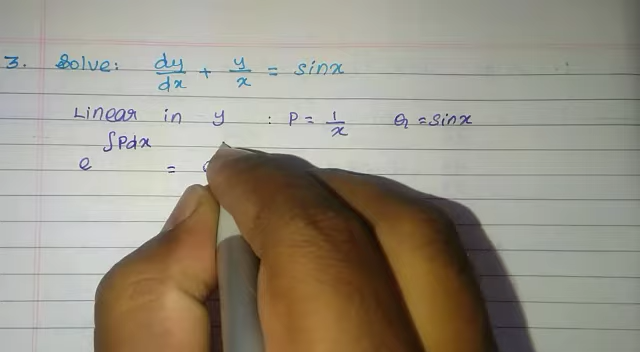 3. Solve: dy/dx + y/x = sinx
Linear in y : P = 1/x Q = sinx
e^∫Pdx =